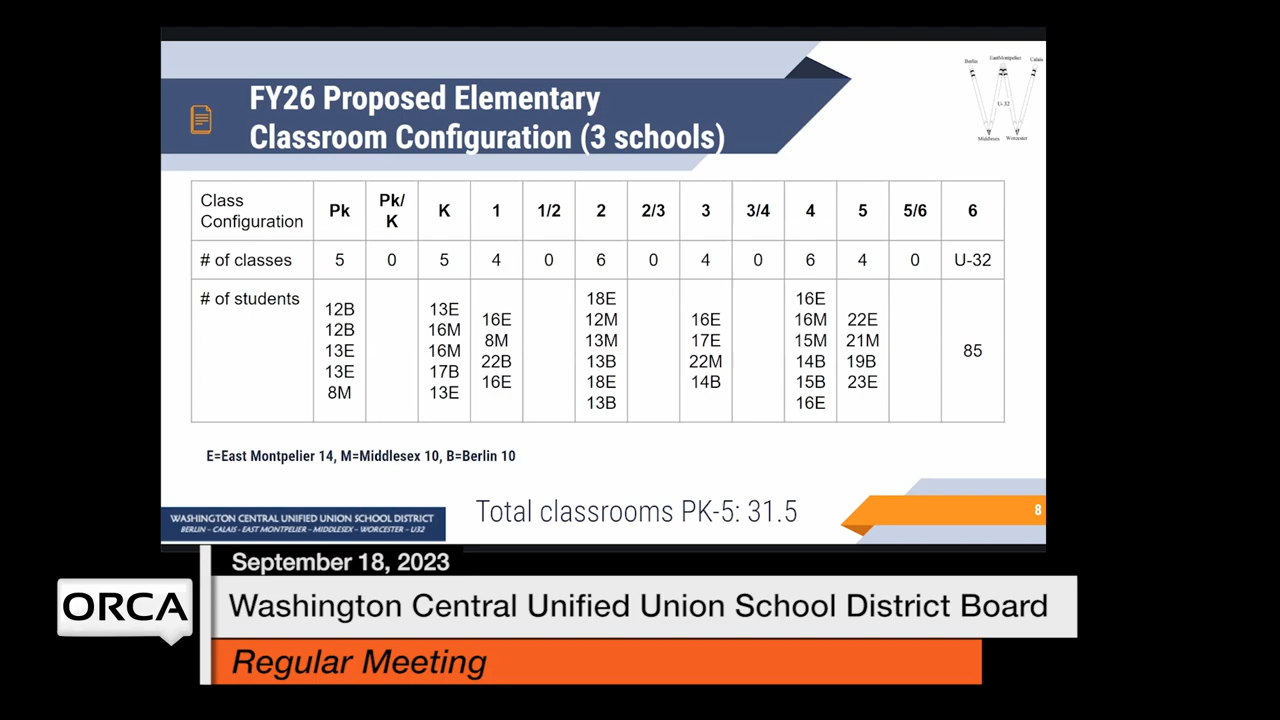 FY26 Proposed Elementary
Classroom Configuration (3 schools)
Berlin EastMontpelier Calais
U-32
Middlesex Worcester
Class Configuration Pk Pk/K K 1 1/2 2 2/3 3 3/4 4 5 5/6 6
# of classes 5 0 5 4 0 6 0 4 0 6 4 0 U-32
# of students
12B
12B
13E
13E
8M
13E
16M
16M
17B
13E
16E
8M
22B
16E
18E
12M
13M
13B
18E
13B
16E
17E
22M
14B
16E
16M
15M
14B
15B
16E
22E
21M
19B
23E
85
E=East Montpelier 14, M=Middlesex 10, B=Berlin 10
Total classrooms PK-5: 31.5
8
WASHINGTON CENTRAL UNIFIED UNION SCHOOL DISTRICT
BERLIN – CALAIS - EAST MONTPELIER – MIDDLESEX – WORCESTER – U32
September 18, 2023
ORCA
Washington Central Unified Union School District Board
Regular Meeting